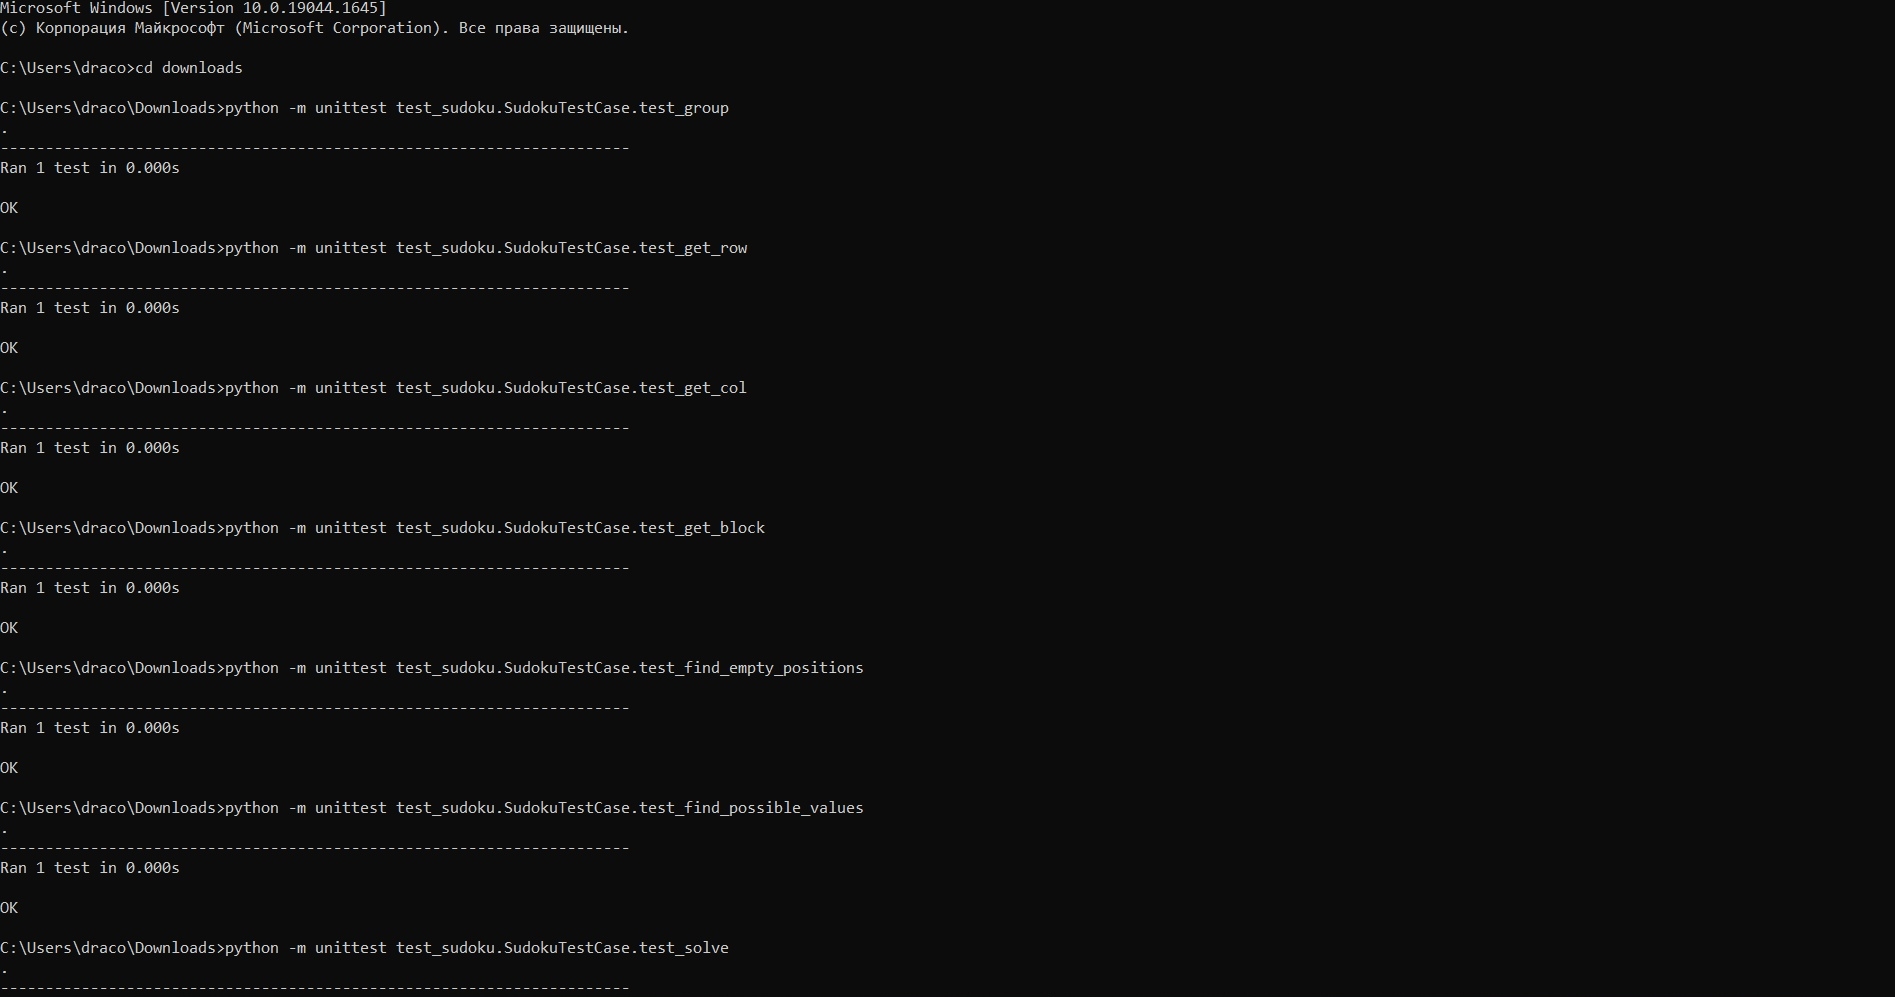 Microsoft Windows [Version 10.0.19044.1645]
(c) Корпорация Майкрософт (Microsoft Corporation). Все права защищены.
C:\Users\draco>cd downloads
C:\Users\draco\Downloads>python -m unittest test_sudoku.SudokuTestCase.test_group
.
----------------------------------------------------------------------
Ran 1 test in 0.000s
OK
C:\Users\draco\Downloads>python -m unittest test_sudoku.SudokuTestCase.test_get_row
.
----------------------------------------------------------------------
Ran 1 test in 0.000s
OK
C:\Users\draco\Downloads>python -m unittest test_sudoku.SudokuTestCase.test_get_col
.
----------------------------------------------------------------------
Ran 1 test in 0.000s
OK
C:\Users\draco\Downloads>python -m unittest test_sudoku.SudokuTestCase.test_get_block
.
----------------------------------------------------------------------
Ran 1 test in 0.000s
OK
C:\Users\draco\Downloads>python -m unittest test_sudoku.SudokuTestCase.test_find_empty_positions
.
----------------------------------------------------------------------
Ran 1 test in 0.000s
OK
C:\Users\draco\Downloads>python -m unittest test_sudoku.SudokuTestCase.test_find_possible_values
.
----------------------------------------------------------------------
Ran 1 test in 0.000s
OK
C:\Users\draco\Downloads>python -m unittest test_sudoku.SudokuTestCase.test_solve
.
----------------------------------------------------------------------